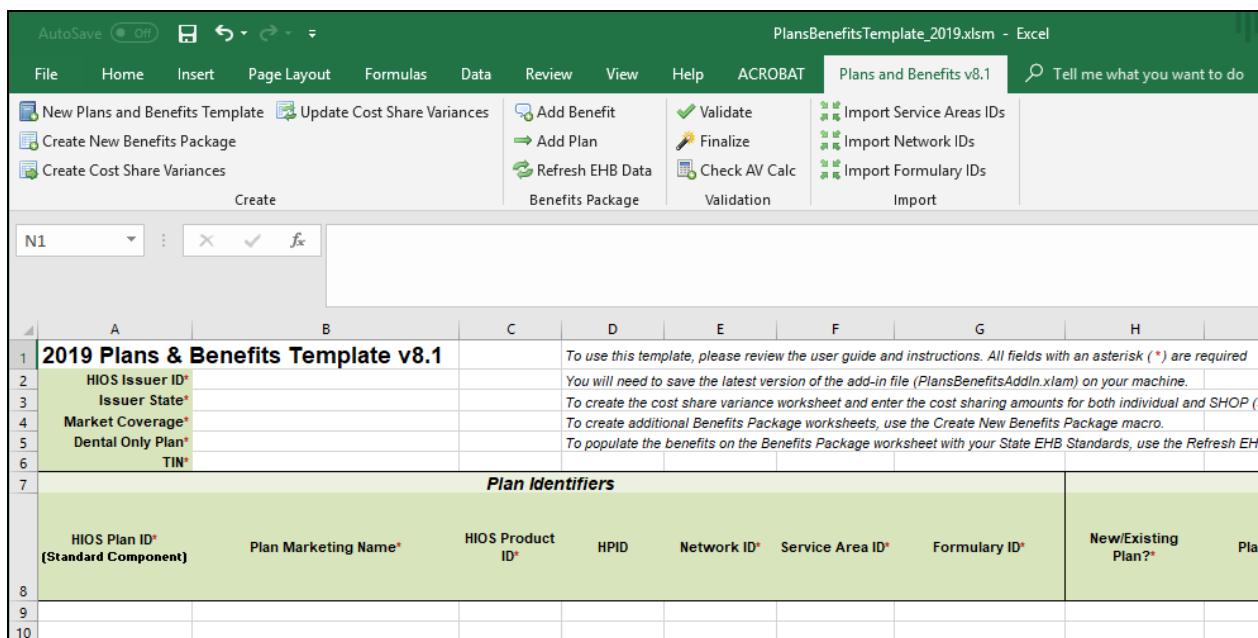 AutoSave Off PlansBenefitsTemplate_2019.xlsm - Excel
File Home Insert Page Layout Formulas Data Review View Help ACROBAT Plans and Benefits v8.1 Tell me what you want to do
New Plans and Benefits Template Update Cost Share Variances Add Benefit Validate Import Service Areas IDs
Create New Benefits Package Add Plan Finalize Import Network IDs
Create Cost Share Variances Refresh EHB Data Check AV Calc Import Formulary IDs
Create Benefits Package Validation Import
N1 fx
A B C D E F G H
1 2019 Plans & Benefits Template v8.1 To use this template, please review the user guide and instructions. All fields with an asterisk (*) are required
2 HIOS Issuer ID* You will need to save the latest version of the add-in file (PlansBenefitsAddIn.xlam) on your machine.
3 Issuer State* To create the cost share variance worksheet and enter the cost sharing amounts for both individual and SHOP (
4 Market Coverage* To create additional Benefits Package worksheets, use the Create New Benefits Package macro.
5 Dental Only Plan* To populate the benefits on the Benefits Package worksheet with your State EHB Standards, use the Refresh EH
6 TIN*
7 Plan Identifiers
HIOS Plan ID* (Standard Component) Plan Marketing Name* HIOS Product ID* HPID Network ID* Service Area ID* Formulary ID* New/Existing Plan?* Pla
8
9
10